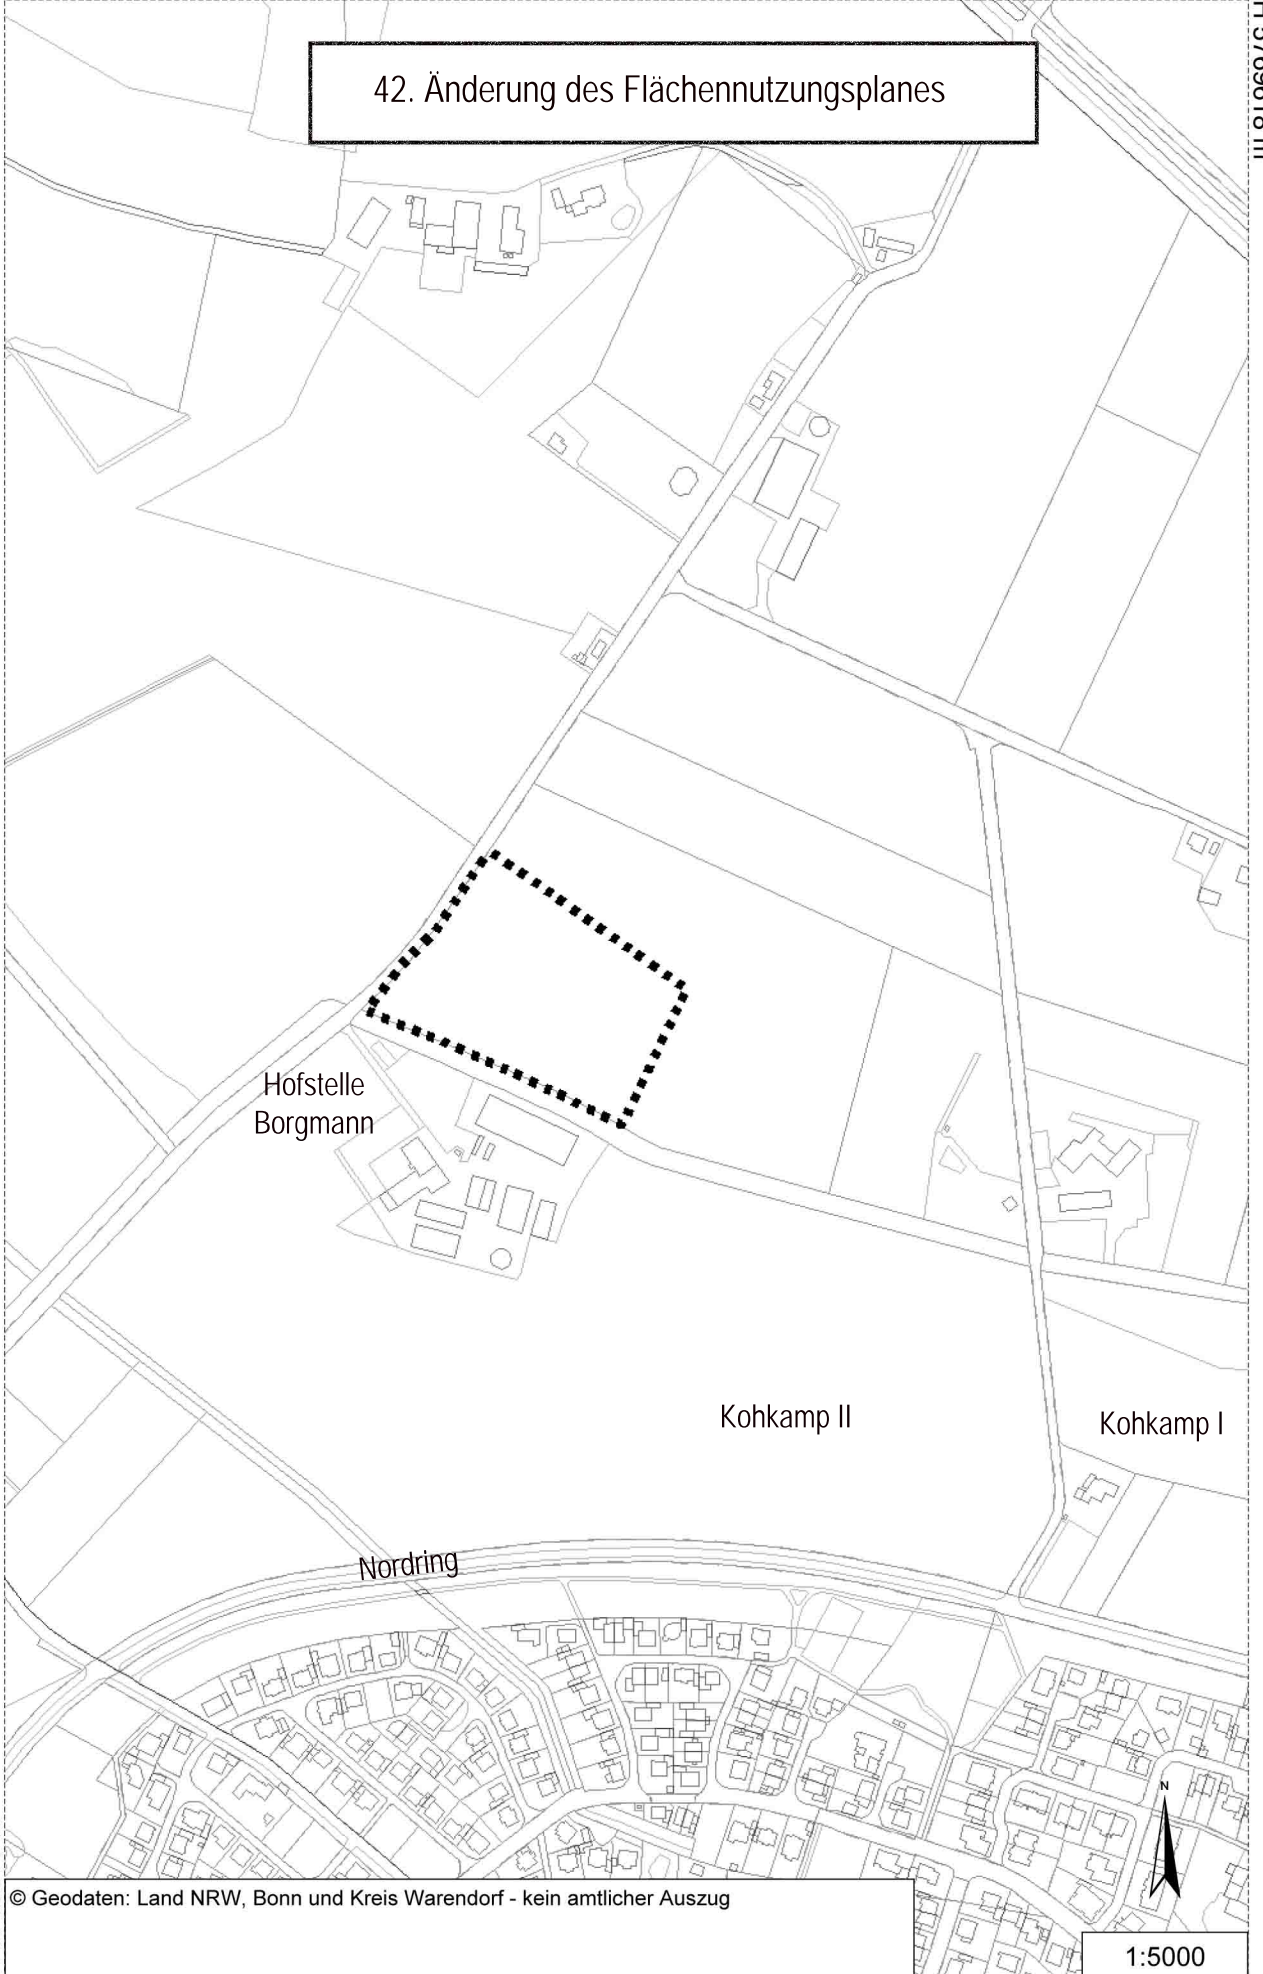 42. Änderung des Flächennutzungsplanes
Hofstelle
Borgmann
Kohkamp II
Kohkamp I
Nordring
N
© Geodaten: Land NRW, Bonn und Kreis Warendorf - kein amtlicher Auszug
1:5000